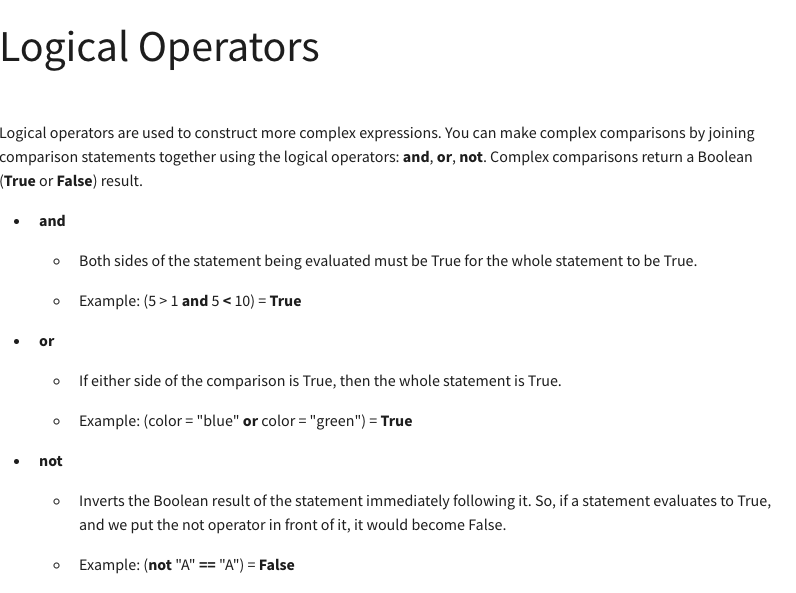 Logical Operators
Logical operators are used to construct more complex expressions. You can make complex comparisons by joining
comparison statements together using the logical operators: and, or, not. Complex comparisons return a Boolean
(True or False) result.
• and
◦ Both sides of the statement being evaluated must be True for the whole statement to be True.
◦ Example: (5 > 1 and 5 < 10) = True
• or
◦ If either side of the comparison is True, then the whole statement is True.
◦ Example: (color = "blue" or color = "green") = True
• not
◦ Inverts the Boolean result of the statement immediately following it. So, if a statement evaluates to True,
and we put the not operator in front of it, it would become False.
◦ Example: (not "A" == "A") = False